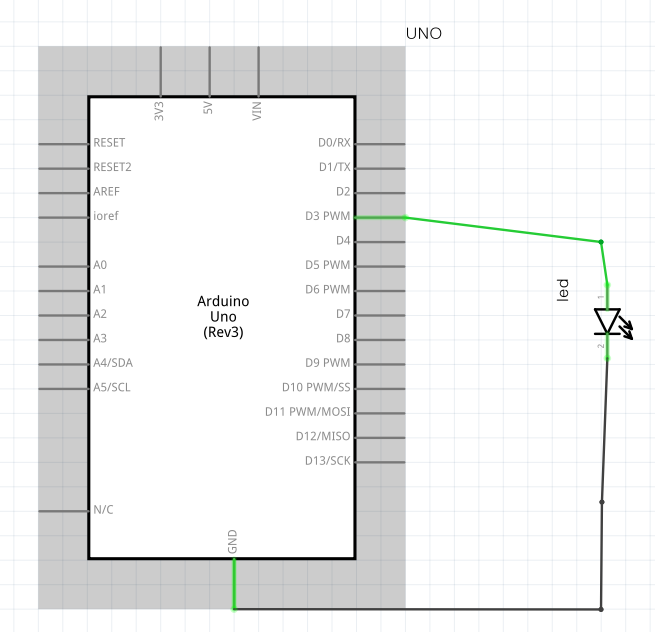 UNO
3V3
5V
VIN
RESET
RESET2
AREF
ioref
A0
A1
A2
A3
A4/SDA
A5/SCL
N/C
Arduino
Uno
(Rev3)
D0/RX
D1/TX
D2
D3 PWM
D4
D5 PWM
D6 PWM
D7
D8
D9 PWM
D10 PWM/SS
D11 PWM/MOSI
D12/MISO
D13/SCK
GND
led
1
2